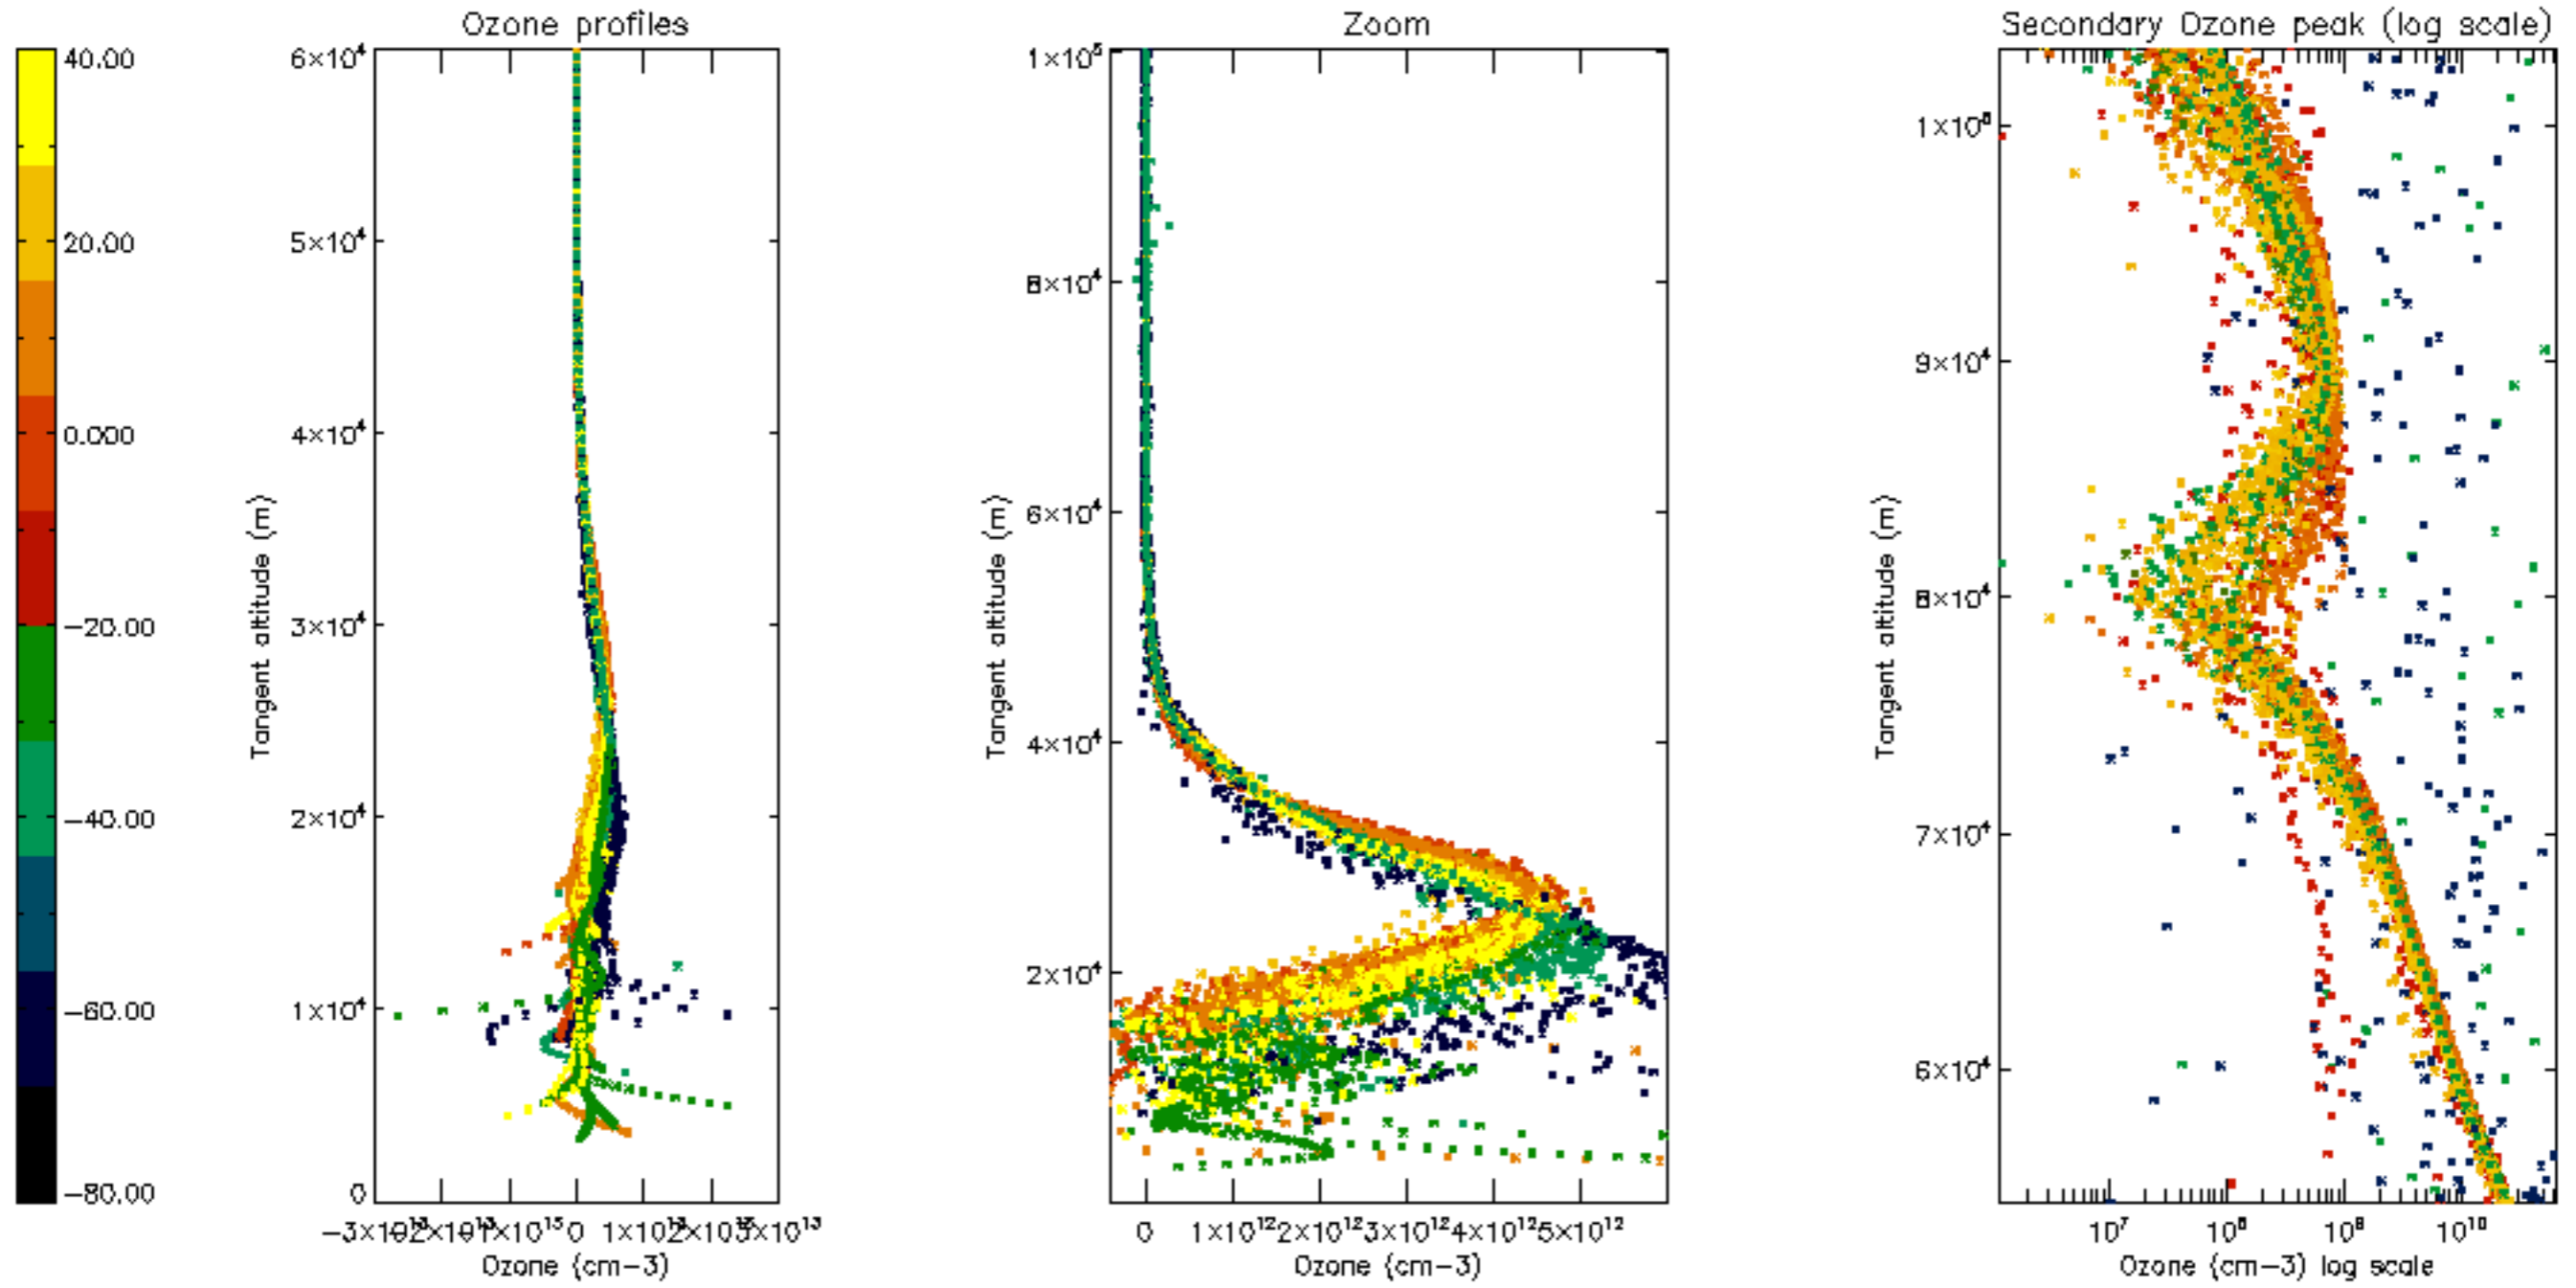 Ozone profiles
Zoom
Secondary Ozone peak (log scale)
40.00
20.00
0.000
−20.00
−40.00
−60.00
−80.00
6×10⁴
5×10⁴
4×10⁴
3×10⁴
2×10⁴
1×10⁴
0
Tangent altitude (m)
0
Ozone (cm−3)
1×10⁵
8×10⁴
6×10⁴
4×10⁴
2×10⁴
Tangent altitude (m)
0 1×10¹² 2×10¹² 3×10¹² 4×10¹² 5×10¹²
Ozone (cm−3)
1×10⁵
9×10⁴
8×10⁴
7×10⁴
6×10⁴
Tangent altitude (m)
10⁷ 10⁸ 10⁹ 10¹⁰
Ozone (cm−3) log scale